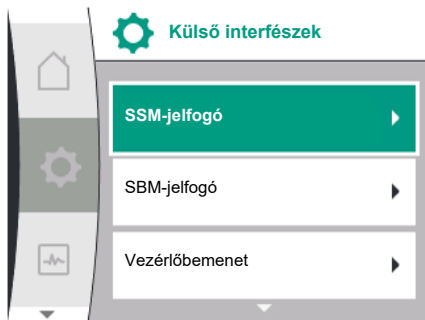 Külső interfészek
SSM-jelfogó
SBM-jelfogó
Vezérlőbemenet